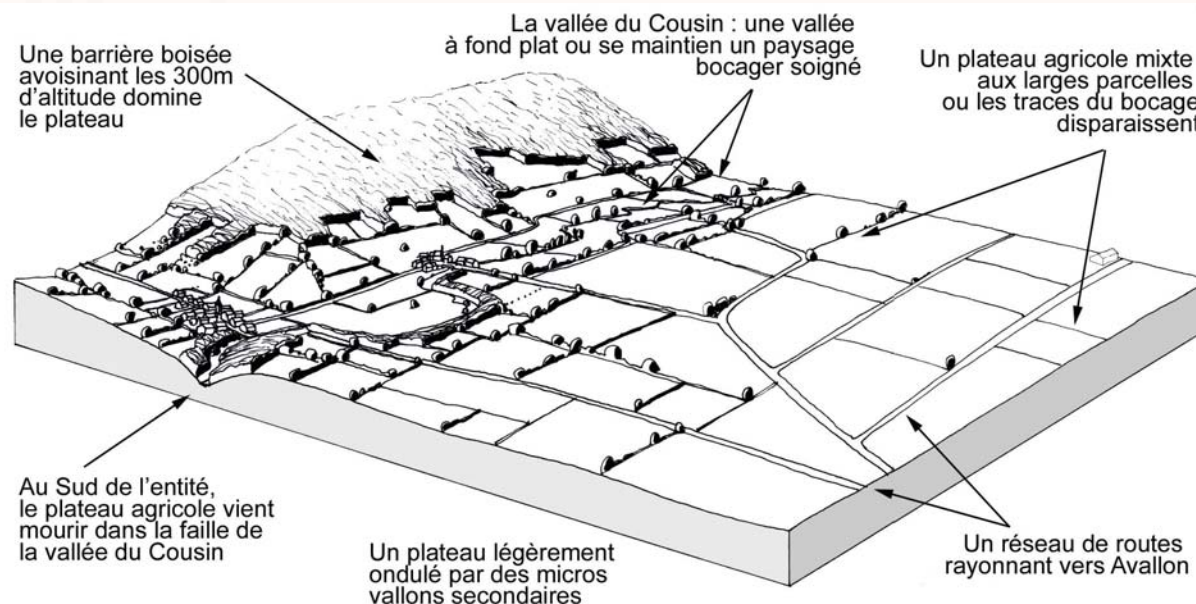 Une barrière boisée
avoisinant les 300m
d'altitude domine
le plateau
La vallée du Cousin : une vallée
à fond plat ou se maintien un paysage
bocager soigné
Un plateau agricole mixte
aux larges parcelles
ou les traces du bocage
disparaissent
Au Sud de l'entité,
le plateau agricole vient
mourir dans la faille de
la vallée du Cousin
Un plateau légèrement
ondulé par des micros
vallons secondaires
Un réseau de routes
rayonnant vers Avallon